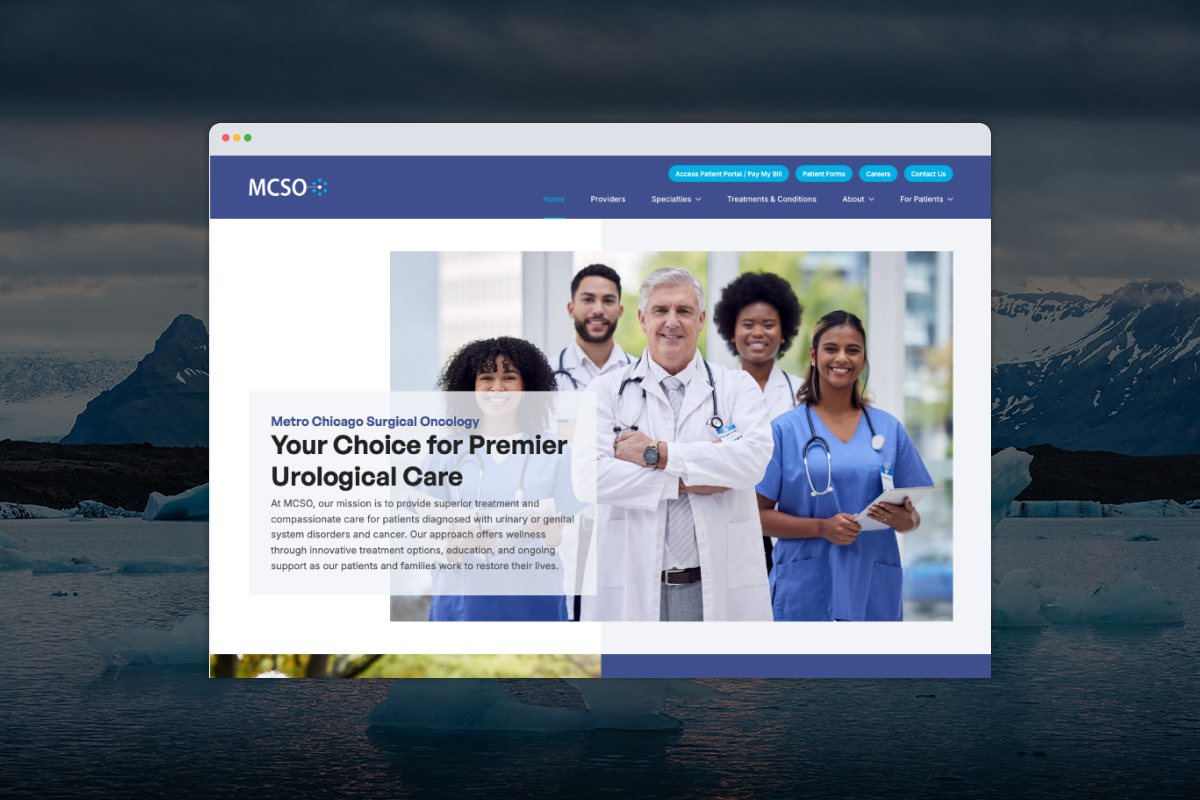 Access Patient Portal / Pay My Bill Patient Forms Careers Contact Us
MCSO
Home Providers Specialties Treatments & Conditions About For Patients
Metro Chicago Surgical Oncology
Your Choice for Premier
Urological Care
At MCSO, our mission is to provide superior treatment and
compassionate care for patients diagnosed with urinary or genital
system disorders and cancer. Our approach offers wellness
through innovative treatment options, education, and ongoing
support as our patients and families work to restore their lives.